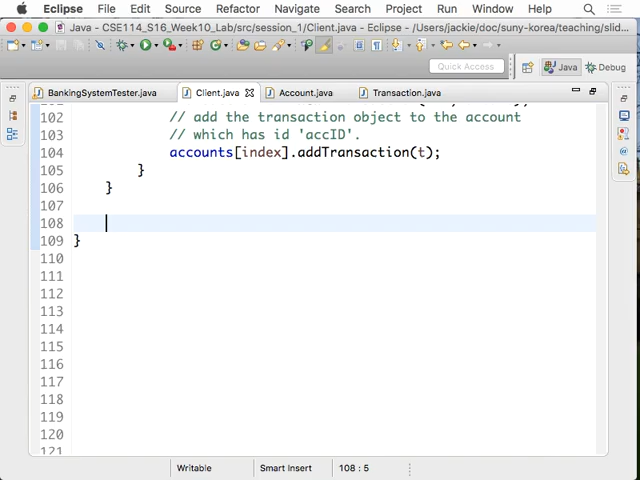 Eclipse File Edit Source Refactor Navigate Search Project Run Window Help
Java - CSE114_S16_Week10_Lab/src/session_1/Client.java - Eclipse - /Users/jackie/doc/suny-korea/teaching/slid
Quick Access Java Debug
BankingSystemTester.java Client.java Account.java Transaction.java
102 // add the transaction object to the account
103 // which has id 'accID'.
104 accounts[index].addTransaction(t);
105 }
106 }
107
108
109 }
110
111
112
113
114
115
116
117
118
119
120
121
Writable Smart Insert 108 : 5